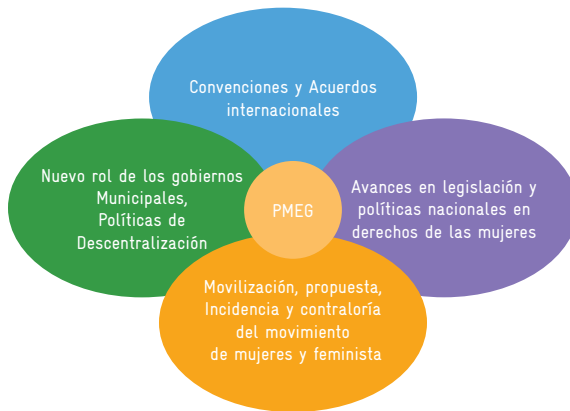 Convenciones y Acuerdos
internacionales
Nuevo rol de los gobiernos
Municipales,
Políticas de
Descentralización
PMEG
Avances en legislación y
políticas nacionales en
derechos de las mujeres
Movilización, propuesta,
Incidencia y contraloría
del movimiento
de mujeres y feminista